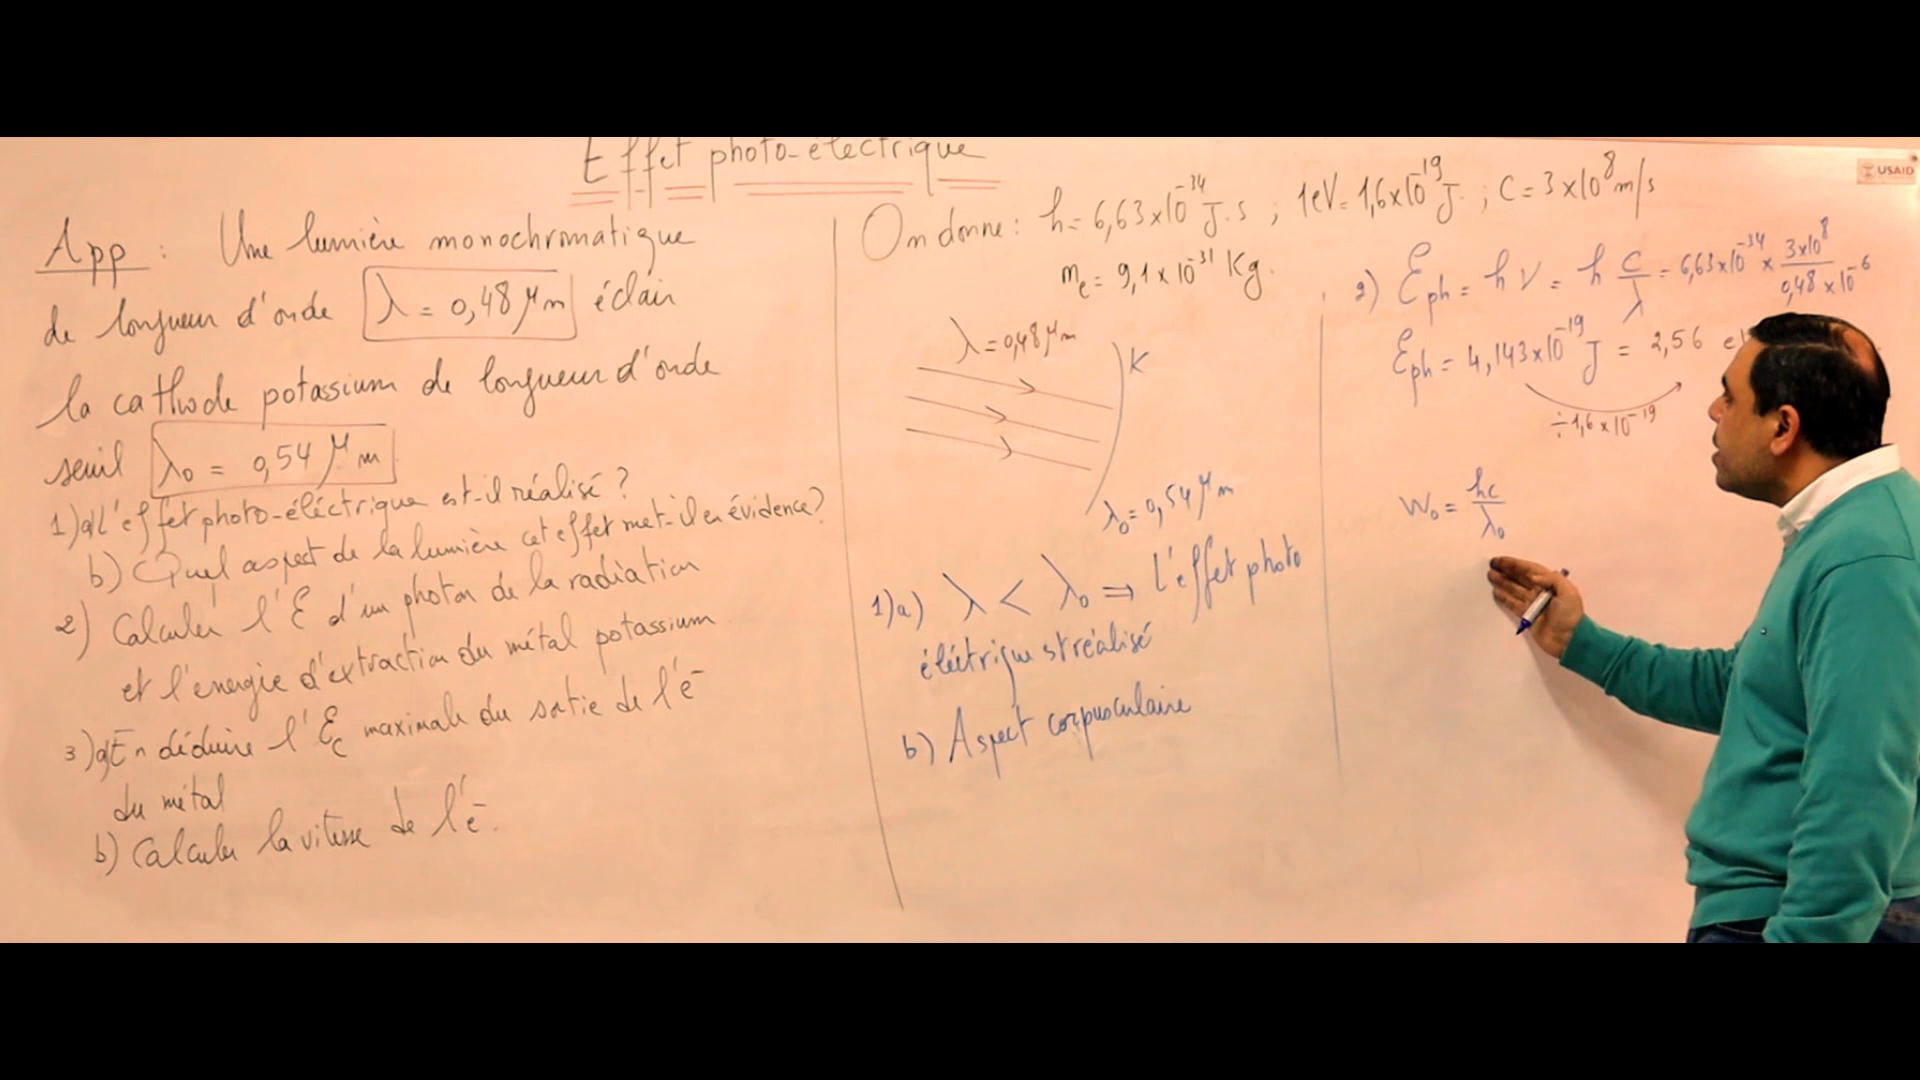 Effet photo-électrique
App : Une lumière monochromatique
de longueur d'onde λ = 0,48 μm éclair
la cathode potassium de longueur d'onde
seuil λ₀ = 0,54 μm
1)a) L'effet photo-électrique est-il réalisé ?
b) Quel aspect de la lumière cet effet met-il en évidence ?
2) Calculer l'E d'un photon de la radiation
et l'énergie d'extraction du métal potassium
3)a) En déduire l'Ec maximale du sortie de l'e⁻
du métal
b) Calculer la vitesse de l'e⁻.
On donne : h = 6,63×10⁻³⁴ J.s ; 1eV = 1,6×10⁻¹⁹ J ; C = 3×10⁸ m/s
me = 9,1×10⁻³¹ Kg.
λ = 0,48 μm
K
λ₀ = 0,54 μm
1)a) λ < λ₀ ⇒ L'effet photo
éléctrique st réalisé
b) Aspect corpusculaire
2) Eph = hν = h C/λ = 6,63×10⁻³⁴ × 3×10⁸/0,48×10⁻⁶
Eph = 4,143×10⁻¹⁹ J = 2,56
÷1,6×10⁻¹⁹
W₀ = hc/λ₀
USAID